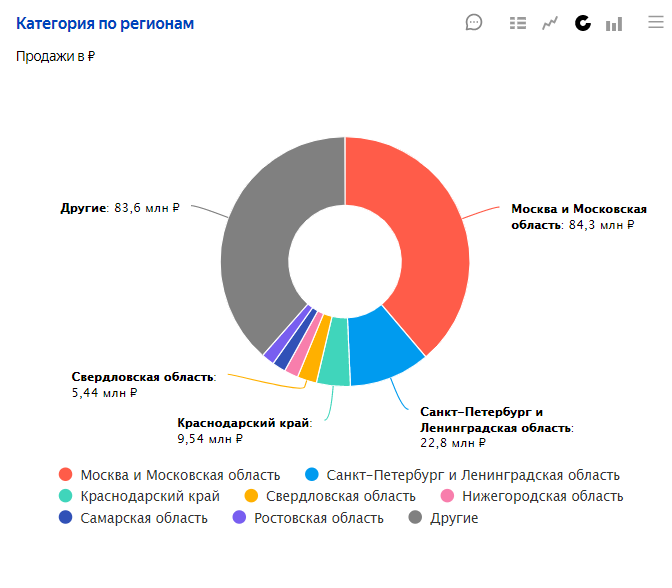 Категория по регионам
Продажи в ₽
Другие: 83,6 млн ₽
Москва и Московская
область: 84,3 млн ₽
Свердловская область:
5,44 млн ₽
Краснодарский край:
9,54 млн ₽
Санкт-Петербург и
Ленинградская область:
22,8 млн ₽
Москва и Московская область
Санкт-Петербург и Ленинградская область
Краснодарский край
Свердловская область
Нижегородская область
Самарская область
Ростовская область
Другие